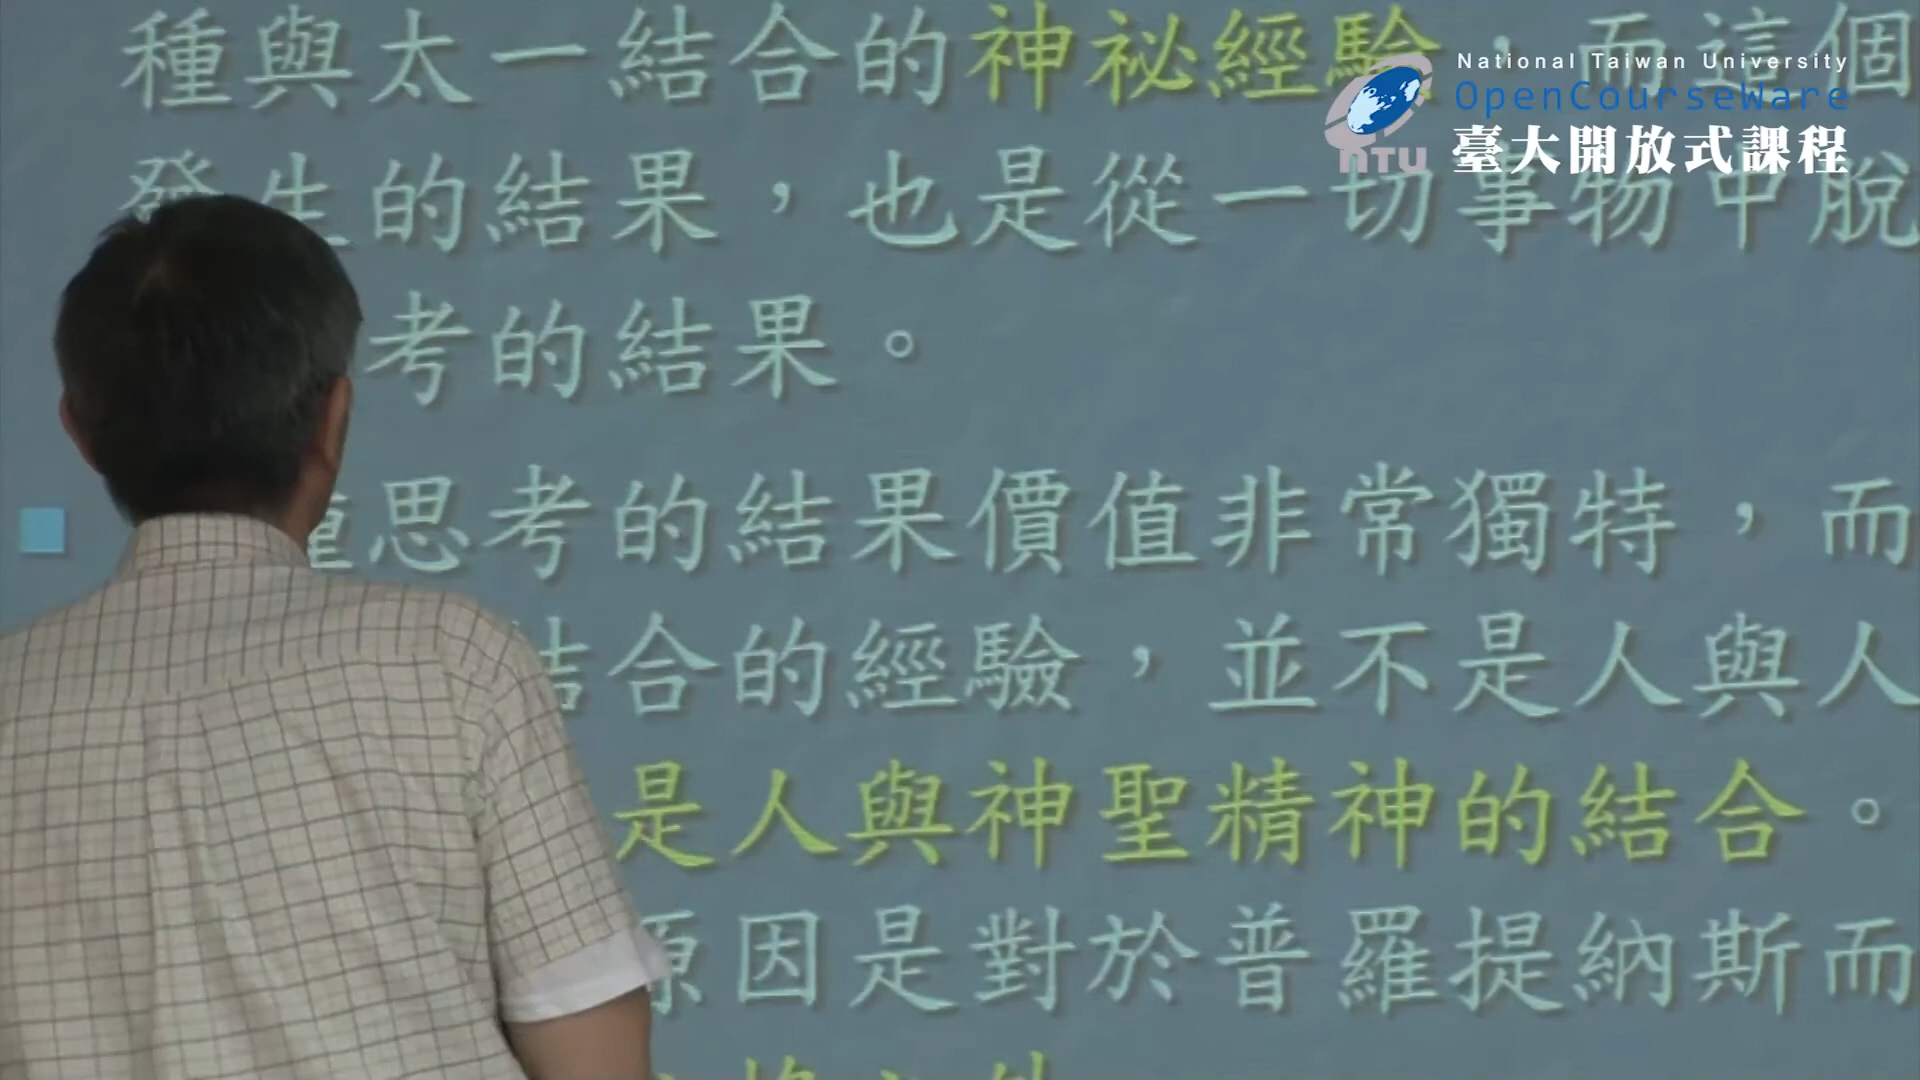 種與太一結合的神祕經驗，而這個
發生的結果，也是從一切事物中脫
考的結果。
思考的結果價值非常獨特，而
結合的經驗，並不是人與人
是人與神聖精神的結合。
原因是對於普羅提納斯而
National Taiwan University
OpenCourseWare
臺大開放式課程
NTU